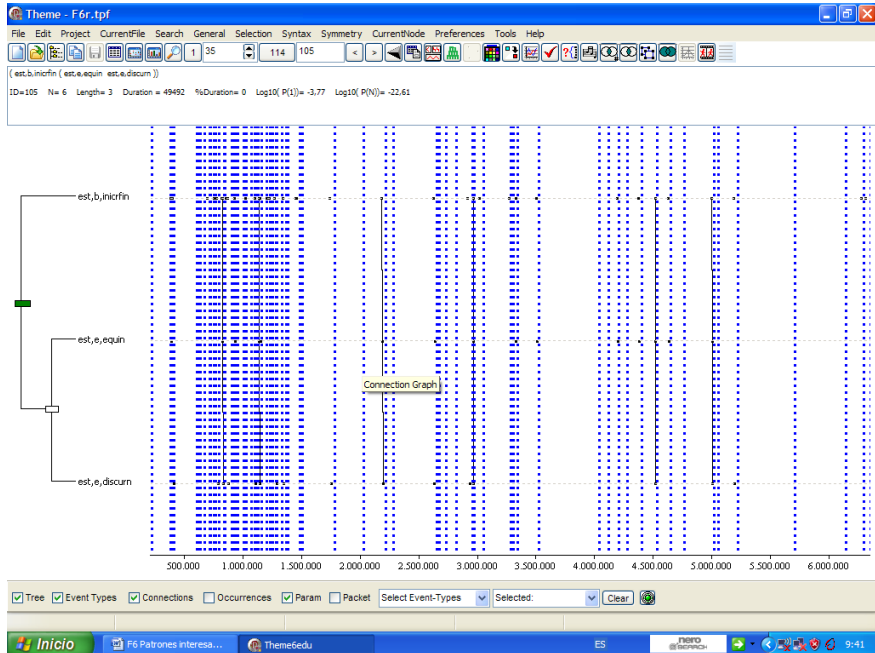 Theme - F6r.tpf
File Edit Project CurrentFile Search General Selection Syntax Symmetry CurrentNode Preferences Tools Help
1 35 114 105 < >
( est,b,inicrfin ( est,e,equin est,e,discurn ))
ID=105 N= 6 Length= 3 Duration = 49492 %Duration= 0 Log10( P(1))= -3,77 Log10( P(N))= -22,61
est,b,inicrfin
est,e,equin
Connection Graph
est,e,discurn
500.000 1.000.000 1.500.000 2.000.000 2.500.000 3.000.000 3.500.000 4.000.000 4.500.000 5.000.000 5.500.000 6.000.000
Tree Event Types Connections Occurrences Param Packet Select Event-Types Selected: Clear
Inicio F6 Patrones interesa... Theme6edu ES nero SEARCH 9:41